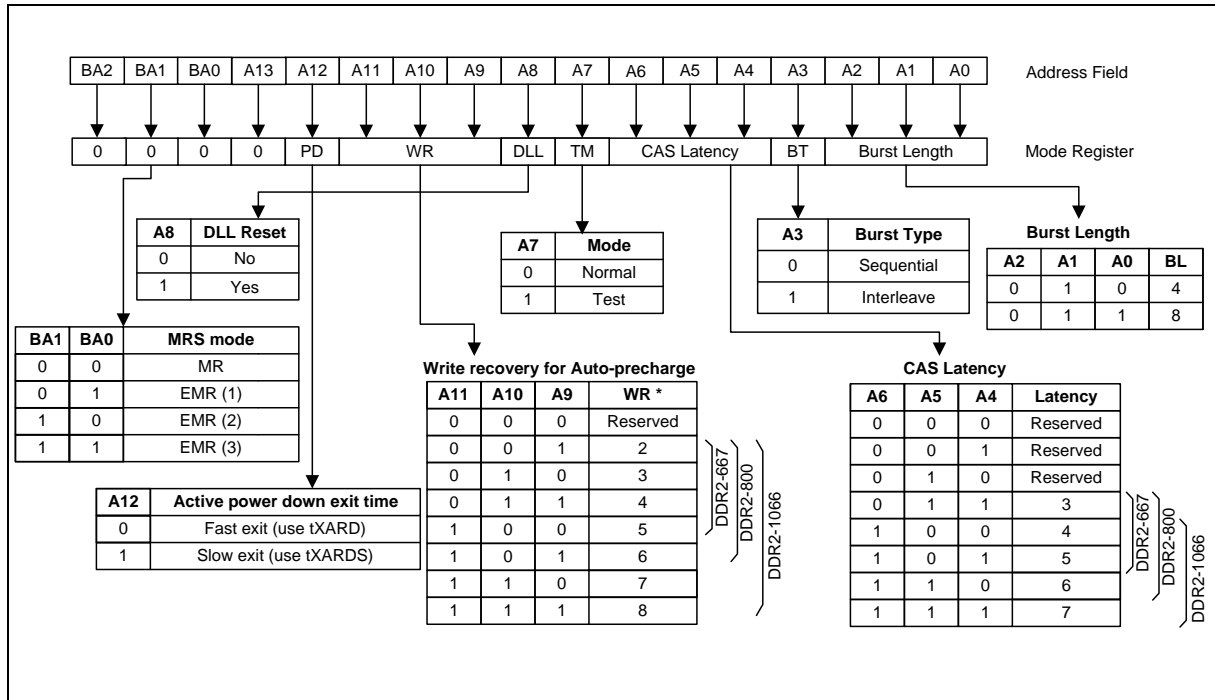 BA2 BA1 BA0 A13 A12 A11 A10 A9 A8 A7 A6 A5 A4 A3 A2 A1 A0 Address Field
0 0 0 0 PD WR DLL TM CAS Latency BT Burst Length Mode Register
A8 DLL Reset
0 No
1 Yes
A7 Mode
0 Normal
1 Test
A3 Burst Type
0 Sequential
1 Interleave
Burst Length
A2 A1 A0 BL
0 1 0 4
0 1 1 8
BA1 BA0 MRS mode
0 0 MR
0 1 EMR (1)
1 0 EMR (2)
1 1 EMR (3)
A12 Active power down exit time
0 Fast exit (use tXARD)
1 Slow exit (use tXARDS)
Write recovery for Auto-precharge
A11 A10 A9 WR *
0 0 0 Reserved
0 0 1 2
0 1 0 3
0 1 1 4
1 0 0 5
1 0 1 6
1 1 0 7
1 1 1 8
DDR2-667
DDR2-800
DDR2-1066
CAS Latency
A6 A5 A4 Latency
0 0 0 Reserved
0 0 1 Reserved
0 1 0 Reserved
0 1 1 3
1 0 0 4
1 0 1 5
1 1 0 6
1 1 1 7
DDR2-667
DDR2-800
DDR2-1066